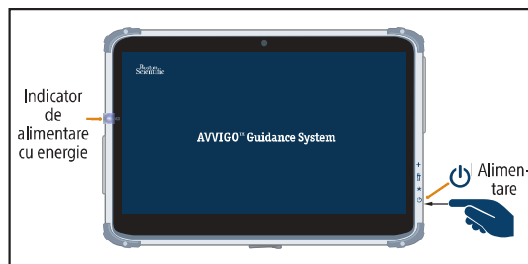 Boston
Scientific
Indicator
de
alimentare
cu energie
AVVIGO™ Guidance System
Alimen-
tare